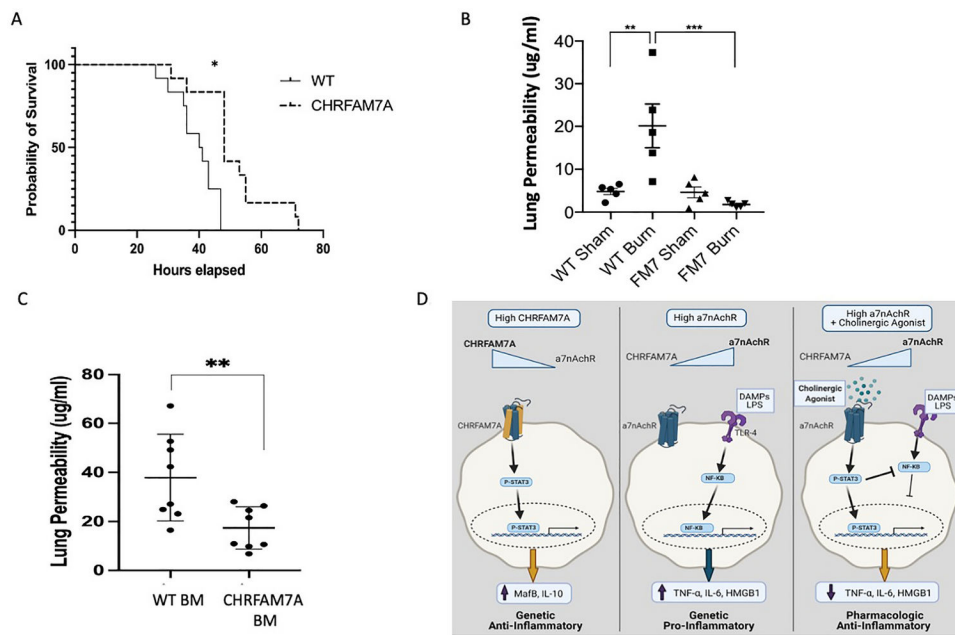 A
Probability of Survival
100
50
0
0
20
40
60
80
Hours elapsed
*
WT
CHRFAM7A
B
Lung Permeability (ug/ml)
40
30
20
10
0
**
***
WT Sham
WT Burn
FM7 Sham
FM7 Burn
C
Lung Permeability (ug/ml)
80
60
40
20
0
**
WT BM
CHRFAM7A
BM
D
High CHRFAM7A
CHRFAM7A
a7nAchR
CHRFAM7A
P-STAT3
P-STAT3
MafB, IL-10
Genetic
Anti-Inflammatory
High a7nAchR
a7nAchR
CHRFAM7A
DAMPs
LPS
a7nAchR
TLR-4
NF-KB
NF-KB
TNF-α, IL-6, HMGB1
Genetic
Pro-Inflammatory
High a7nAchR
+ Cholinergic Agonist
a7nAchR
CHRFAM7A
Cholinergic
Agonist
DAMPs
LPS
a7nAchR
NF-KB
P-STAT3
P-STAT3
TNF-α, IL-6, HMGB1
Pharmacologic
Anti-Inflammatory